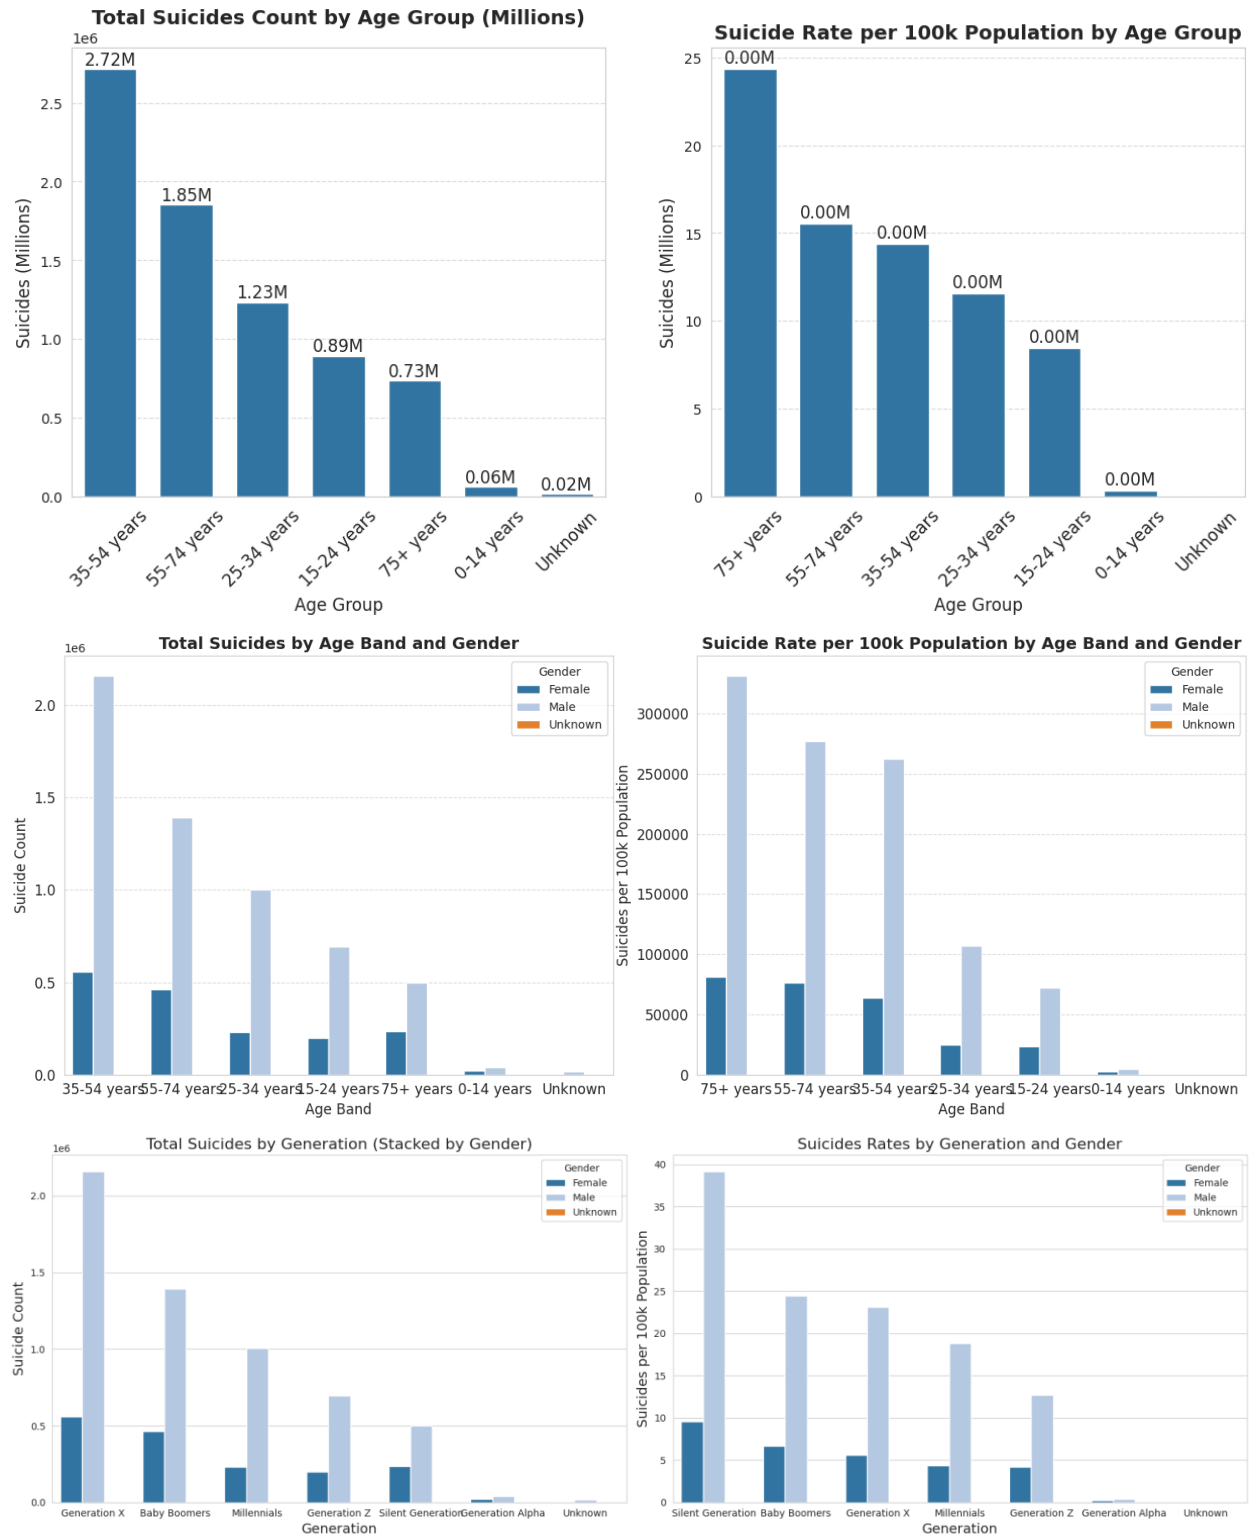 Total Suicides Count by Age Group (Millions)
1e6
Suicides (Millions)
2.5
2.0
1.5
1.0
0.5
0.0
2.72M
1.85M
1.23M
0.89M
0.73M
0.06M
0.02M
35-54 years
55-74 years
25-34 years
15-24 years
75+ years
0-14 years
Unknown
Age Group
Suicide Rate per 100k Population by Age Group
Suicides (Millions)
25
20
15
10
5
0
0.00M
0.00M
0.00M
0.00M
0.00M
0.00M
75+ years
55-74 years
35-54 years
25-34 years
15-24 years
0-14 years
Unknown
Age Group
Total Suicides by Age Band and Gender
1e6
Suicide Count
2.0
1.5
1.0
0.5
0.0
Gender
Female
Male
Unknown
35-54 years
55-74 years
25-34 years
15-24 years
75+ years
0-14 years
Unknown
Age Band
Suicide Rate per 100k Population by Age Band and Gender
Suicides per 100k Population
300000
250000
200000
150000
100000
50000
0
Gender
Female
Male
Unknown
75+ years
55-74 years
35-54 years
25-34 years
15-24 years
0-14 years
Unknown
Age Band
Total Suicides by Generation (Stacked by Gender)
1e6
Suicide Count
2.0
1.5
1.0
0.5
0.0
Gender
Female
Male
Unknown
Generation X
Baby Boomers
Millennials
Generation Z
Silent Generation
Generation Alpha
Unknown
Generation
Suicides Rates by Generation and Gender
Suicides per 100k Population
40
35
30
25
20
15
10
5
0
Gender
Female
Male
Unknown
Silent Generation
Baby Boomers
Generation X
Millennials
Generation Z
Generation Alpha
Unknown
Generation